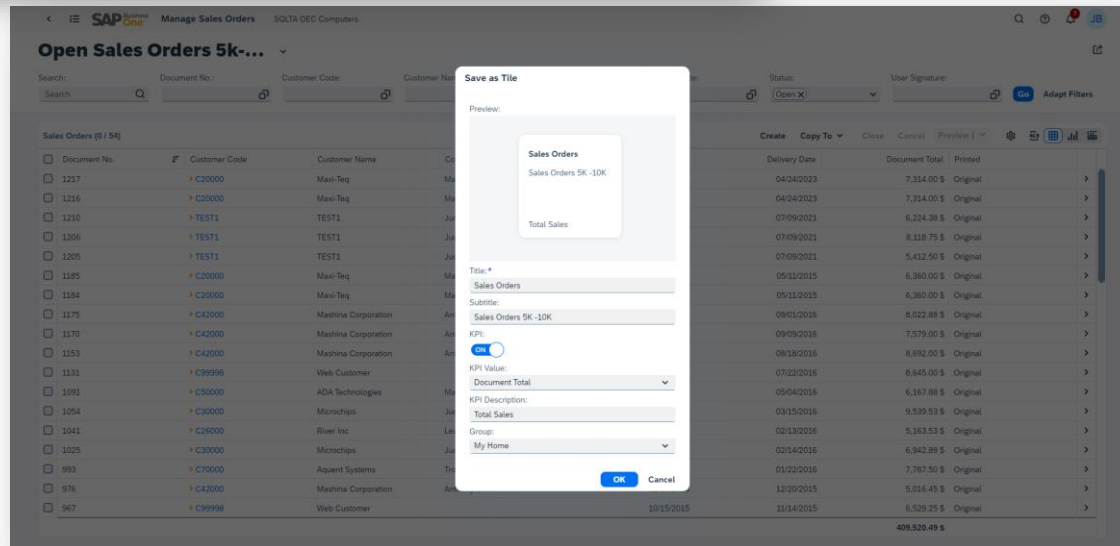 SAP Business One Manage Sales Orders SQLTA OEC Computers JB
Open Sales Orders 5k-...
Search: Document No.: Customer Code: Customer Status: User Signature:
Search Open Go Adapt Filters
Sales Orders (0 / 54) Create Copy To Close Cancel Preview
Document No. Customer Code Customer Name Delivery Date Document Total Printed
1217 C20000 Maxi-Teq 04/24/2023 7,314.00 $ Original
1216 C20000 Maxi-Teq 04/24/2023 7,314.00 $ Original
1210 TEST1 TEST1 07/09/2021 6,224.38 $ Original
1206 TEST1 TEST1 07/09/2021 8,118.75 $ Original
1205 TEST1 TEST1 07/09/2021 5,412.50 $ Original
1185 C20000 Maxi-Teq 05/11/2015 6,360.00 $ Original
1184 C20000 Maxi-Teq 05/11/2015 6,360.00 $ Original
1175 C42000 Mashina Corporation 09/01/2016 8,022.88 $ Original
1170 C42000 Mashina Corporation 09/09/2016 7,579.00 $ Original
1153 C42000 Mashina Corporation 08/18/2016 8,692.00 $ Original
1131 C99998 Web Customer 07/22/2016 8,645.00 $ Original
1091 C50000 ADA Technologies 05/04/2016 6,167.88 $ Original
1054 C30000 Microchips 03/15/2016 9,539.53 $ Original
1041 C26000 River Inc 02/13/2016 5,163.53 $ Original
1025 C30000 Microchips 02/14/2016 6,942.89 $ Original
993 C70000 Aquent Systems 01/22/2016 7,787.50 $ Original
976 C42000 Mashina Corporation 12/20/2015 5,016.45 $ Original
967 C99998 Web Customer 10/15/2015 11/14/2015 6,529.25 $ Original
409,520.49 $
Save as Tile
Preview:
Sales Orders
Sales Orders 5K -10K
Total Sales
Title: *
Sales Orders
Subtitle:
Sales Orders 5K -10K
KPI:
ON
KPI Value:
Document Total
KPI Description:
Total Sales
Group:
My Home
OK Cancel